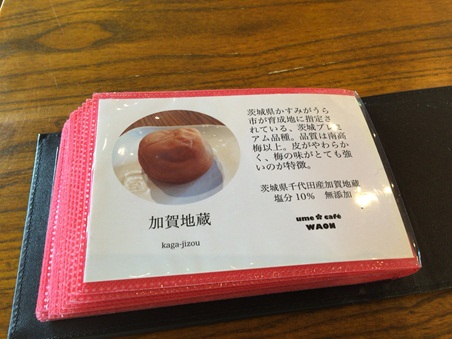 茨城県かすみがうら
市が育成地に指定さ
れている、茨城プレミ
アム品種。品質は南高
梅以上。皮がやわらか
く、梅の味がとても強
いのが特徴。
茨城県千代田産加賀地蔵
塩分10% 無添加
ume☆café
WAON
加賀地蔵
kaga-jizou